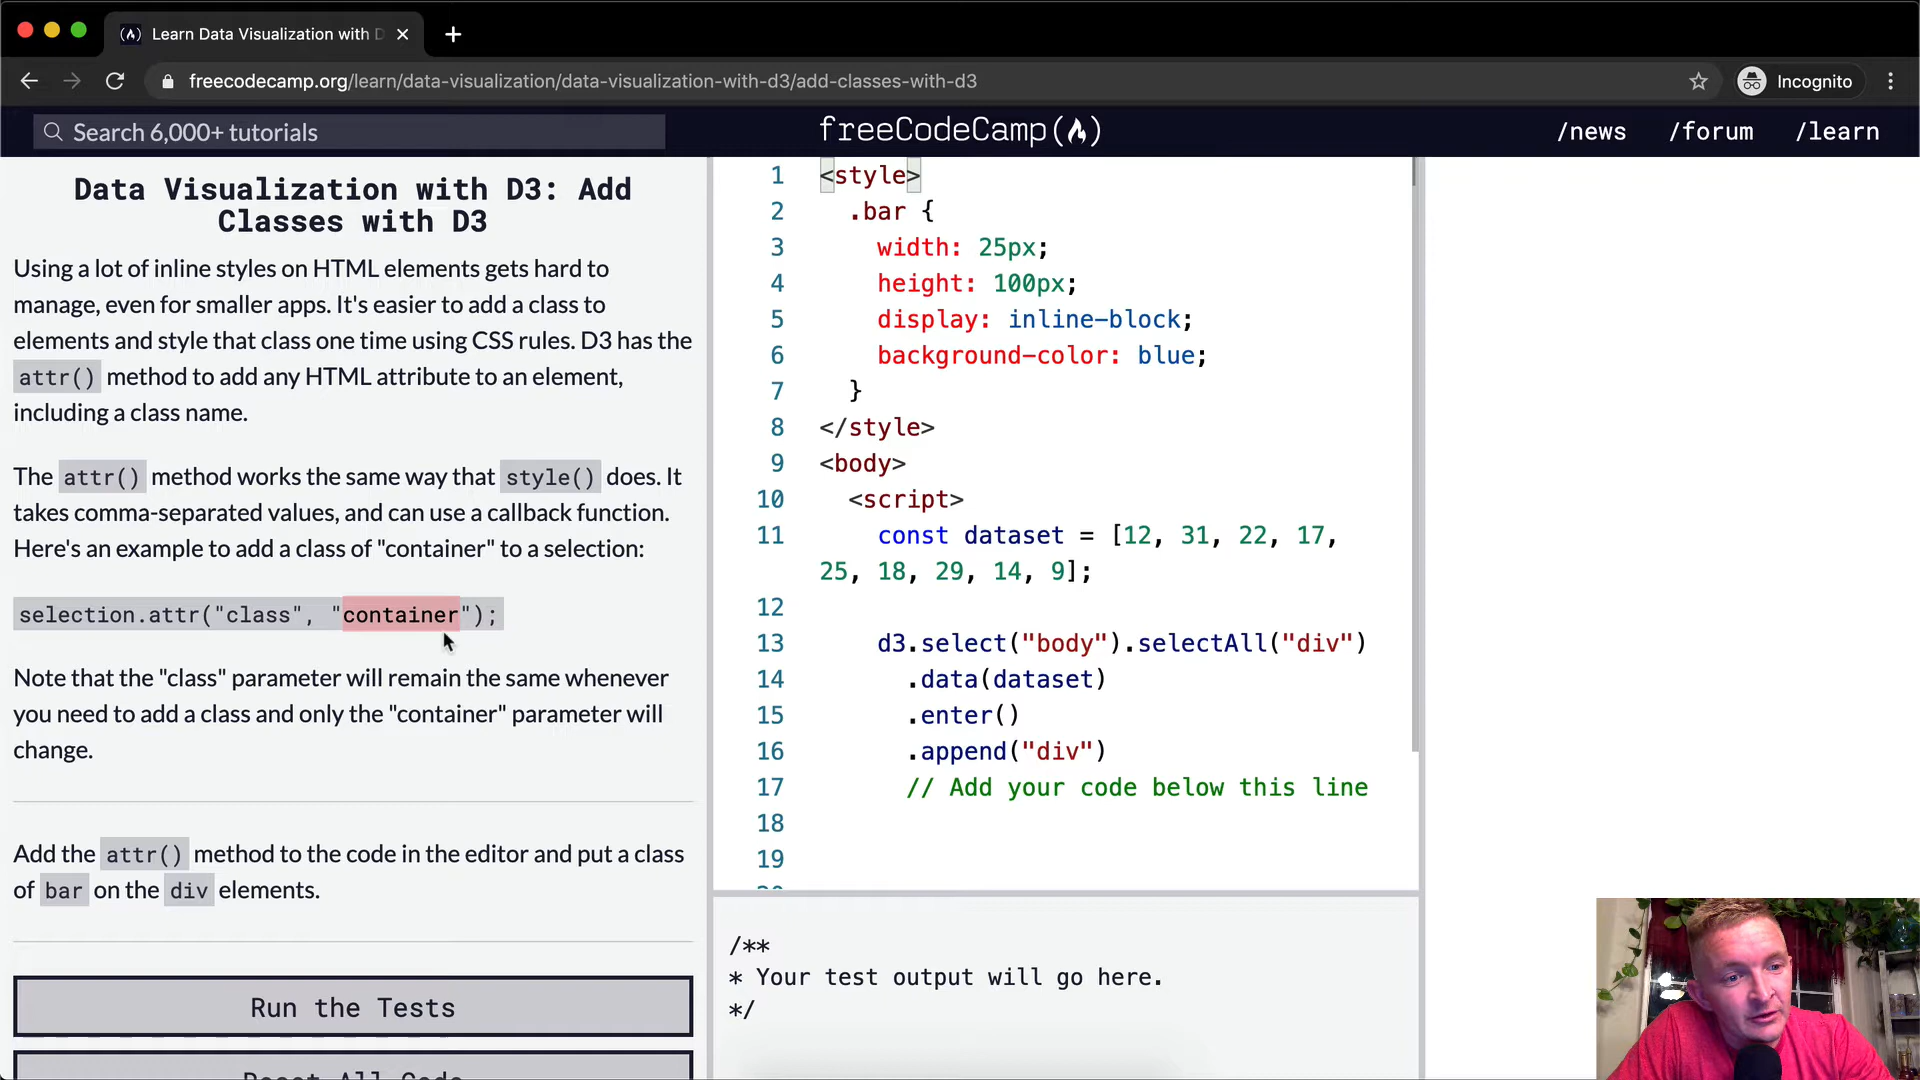 Learn Data Visualization with D
freecodecamp.org/learn/data-visualization/data-visualization-with-d3/add-classes-with-d3
Incognito
Search 6,000+ tutorials
freeCodeCamp
/news
/forum
/learn
Data Visualization with D3: Add
Classes with D3
Using a lot of inline styles on HTML elements gets hard to
manage, even for smaller apps. It's easier to add a class to
elements and style that class one time using CSS rules. D3 has the
attr() method to add any HTML attribute to an element,
including a class name.
The attr() method works the same way that style() does. It
takes comma-separated values, and can use a callback function.
Here's an example to add a class of "container" to a selection:
selection.attr("class", "container");
Note that the "class" parameter will remain the same whenever
you need to add a class and only the "container" parameter will
change.
Add the attr() method to the code in the editor and put a class
of bar on the div elements.
Run the Tests
Reset All Code
1 <style>
2 .bar {
3 width: 25px;
4 height: 100px;
5 display: inline-block;
6 background-color: blue;
7 }
8 </style>
9 <body>
10 <script>
11 const dataset = [12, 31, 22, 17,
25, 18, 29, 14, 9];
12
13 d3.select("body").selectAll("div")
14 .data(dataset)
15 .enter()
16 .append("div")
17 // Add your code below this line
18
19
20
/**
* Your test output will go here.
*/